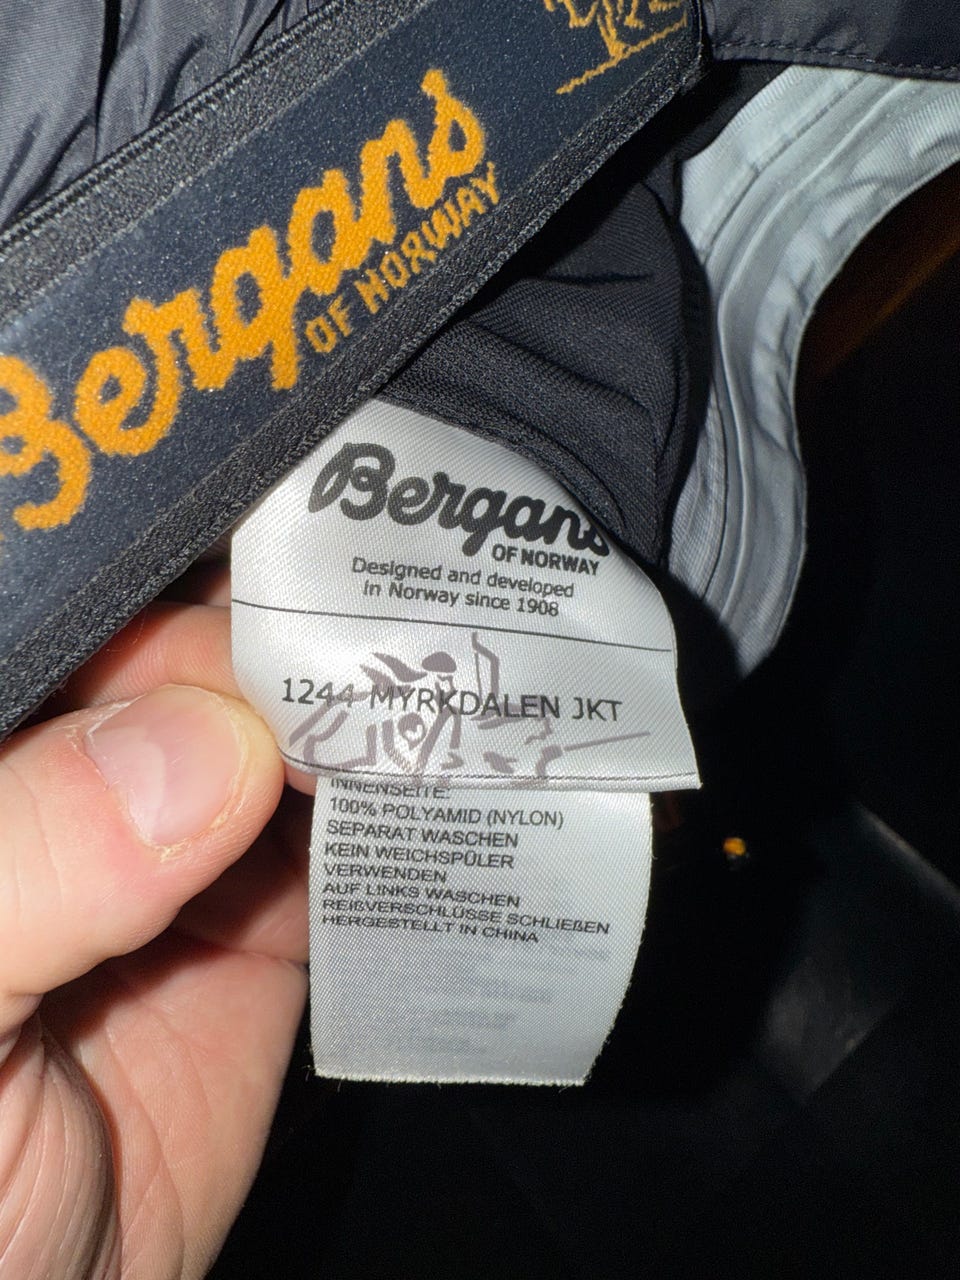 Bergans
OF NORWAY
Bergans
OF NORWAY
Designed and developed
in Norway since 1908
1244 MYRKDALEN JKT
INNENSEITE:
100% POLYAMID (NYLON)
SEPARAT WASCHEN
KEIN WEICHSPÜLER
VERWENDEN
AUF LINKS WASCHEN
REIßVERSCHLÜSSE SCHLIEßEN
HERGESTELLT IN CHINA